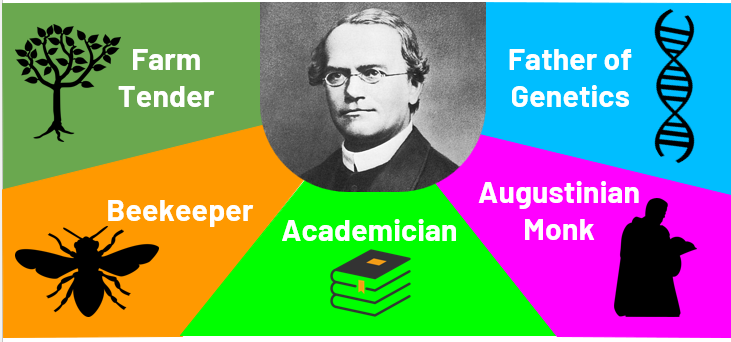 Farm
Tender
Father of
Genetics
Beekeeper
Academician
Augustinian
Monk